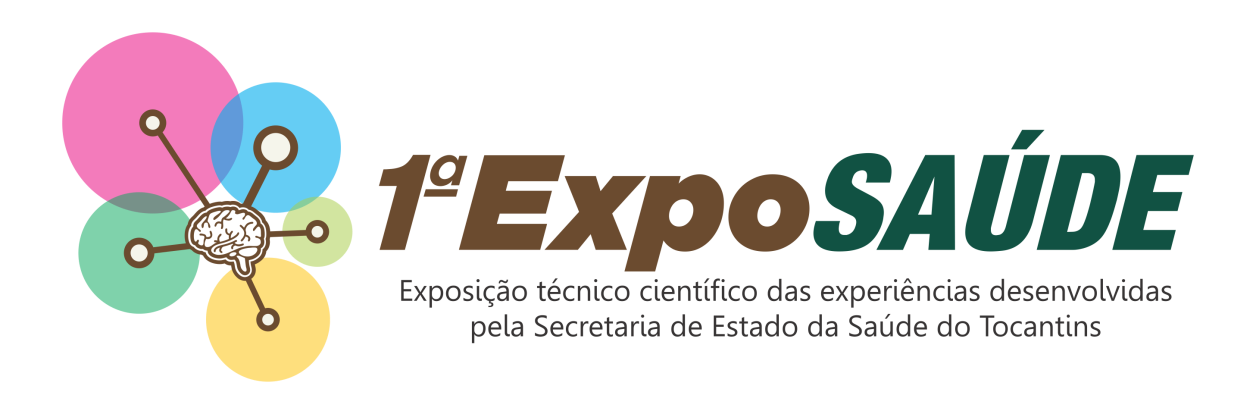 1ª ExpoSAÚDE
Exposição técnico científico das experiências desenvolvidas
pela Secretaria de Estado da Saúde do Tocantins